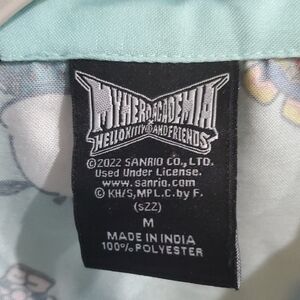 MY HERO ACADEMIA
HELLO KITTY AND FRIENDS
© 2022 SANRIO CO., LTD.
Used Under License.
www.sanrio.com
© KH/S, MPL.C. by F.
(S22)
M
MADE IN INDIA
100% POLYESTER